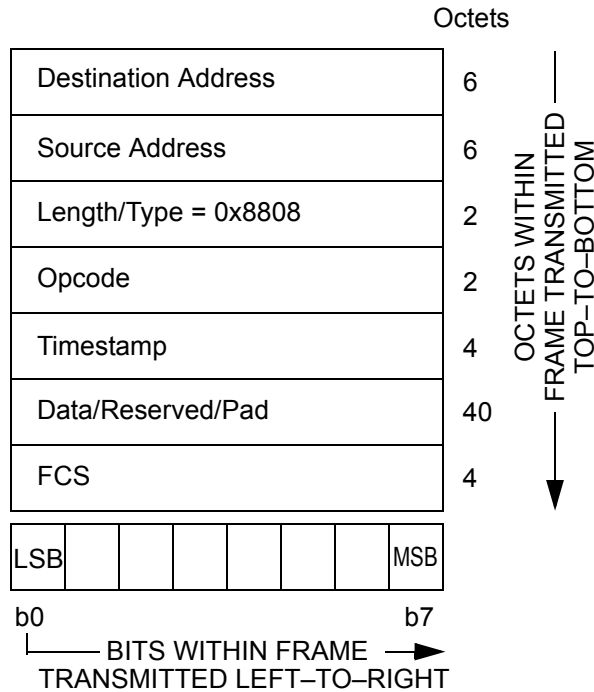 Octets
Destination Address 6
Source Address 6
Length/Type = 0x8808 2
Opcode 2
Timestamp 4
Data/Reserved/Pad 40
FCS 4
OCTETS WITHIN
FRAME TRANSMITTED
TOP–TO–BOTTOM
LSB MSB
b0 b7
BITS WITHIN FRAME
TRANSMITTED LEFT–TO–RIGHT